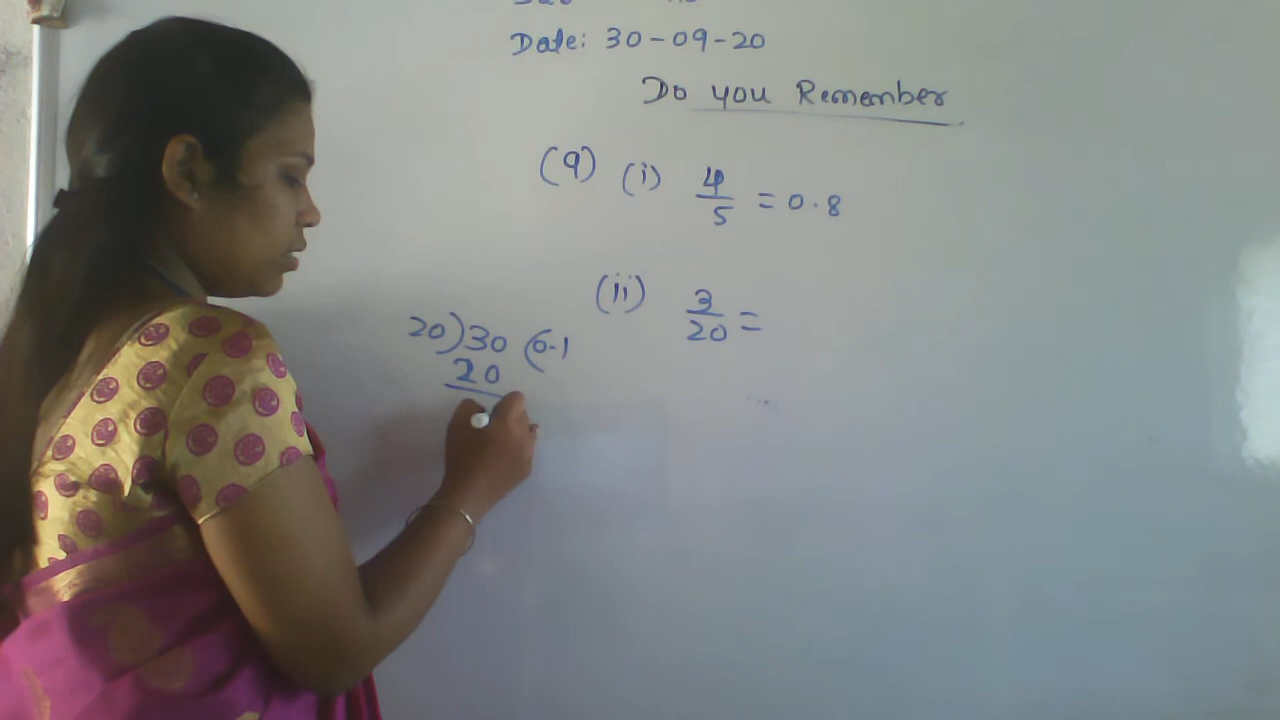 Date: 30-09-20
Do you Remember
(9) (i) 4/5 = 0.8
(ii) 3/20 =
20)30(0.1
20